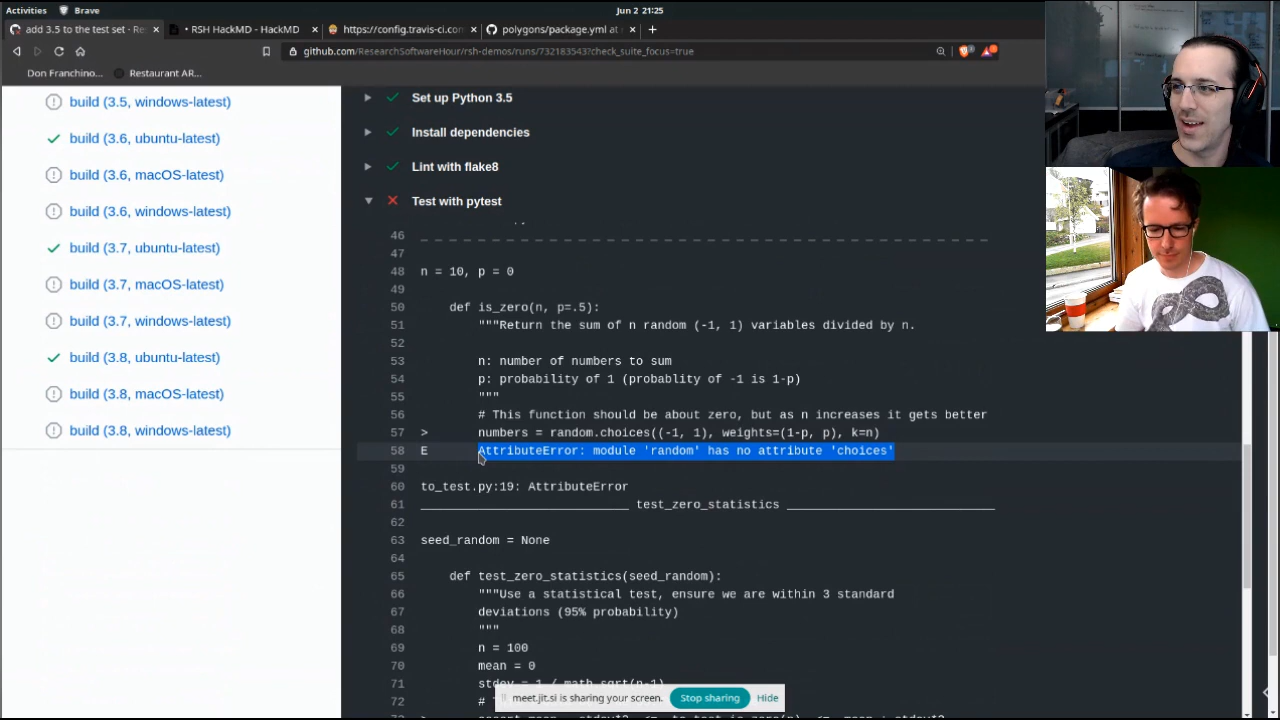 Activities
Brave
Jun 2 21:25
add 3.5 to the test set · Re
• RSH HackMD - HackMD
https://config.travis-ci.com
polygons/package.yml at
github.com/ResearchSoftwareHour/rsh-demos/runs/732183543?check_suite_focus=true
Don Franchino...
Restaurant AR...
build (3.5, windows-latest)
build (3.6, ubuntu-latest)
build (3.6, macOS-latest)
build (3.6, windows-latest)
build (3.7, ubuntu-latest)
build (3.7, macOS-latest)
build (3.7, windows-latest)
build (3.8, ubuntu-latest)
build (3.8, macOS-latest)
build (3.8, windows-latest)
Set up Python 3.5
Install dependencies
Lint with flake8
Test with pytest
46 _ _ _ _ _ _ _ _ _ _ _ _ _ _ _ _ _ _ _ _ _ _ _ _ _ _ _ _ _ _ _ _ _ _ _ _ _ _ _ _
47
48 n = 10, p = 0
49
50 def is_zero(n, p=.5):
51 """Return the sum of n random (-1, 1) variables divided by n.
52
53 n: number of numbers to sum
54 p: probability of 1 (probablity of -1 is 1-p)
55 """
56 # This function should be about zero, but as n increases it gets better
57 > numbers = random.choices((-1, 1), weights=(1-p, p), k=n)
58 E AttributeError: module 'random' has no attribute 'choices'
59
60 to_test.py:19: AttributeError
61 _____________________________ test_zero_statistics _____________________________
62
63 seed_random = None
64
65 def test_zero_statistics(seed_random):
66 """Use a statistical test, ensure we are within 3 standard
67 deviations (95% probability)
68 """
69 n = 100
70 mean = 0
71 stdev = 1 / math.sqrt(n-1)
72 #
meet.jit.si is sharing your screen.
Stop sharing
Hide